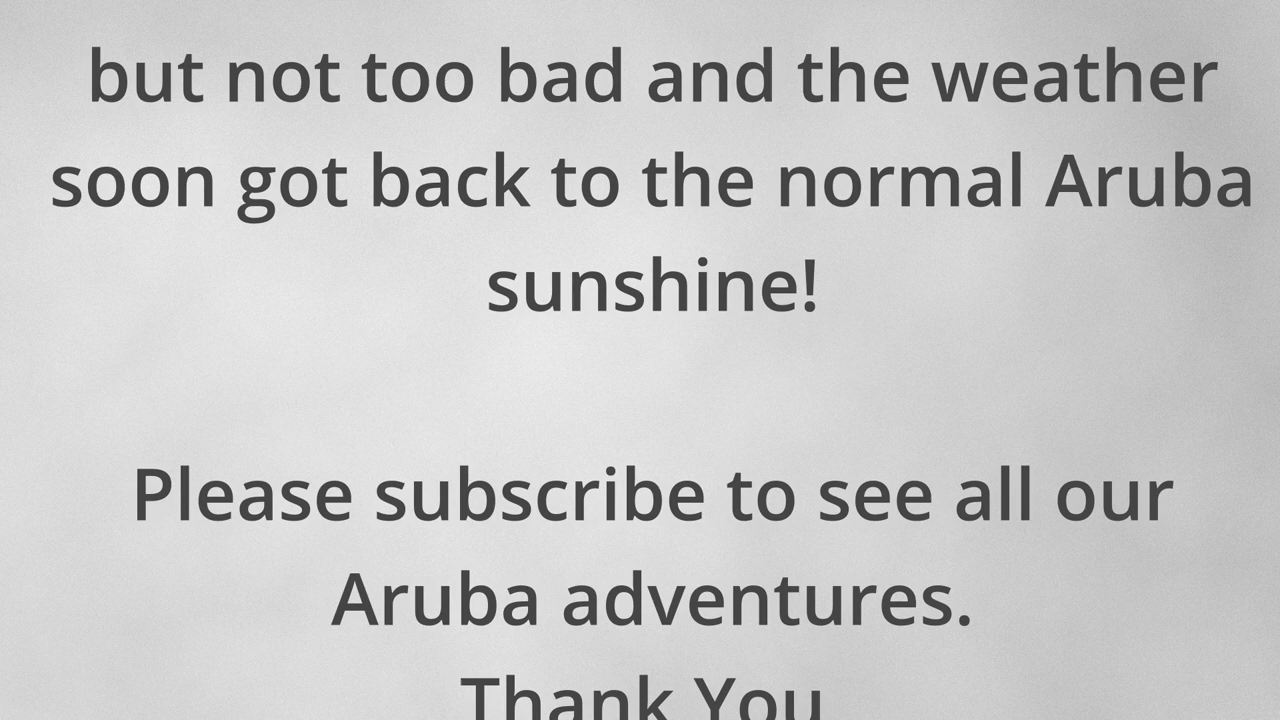 but not too bad and the weather
soon got back to the normal Aruba
sunshine!
Please subscribe to see all our
Aruba adventures.
Thank You